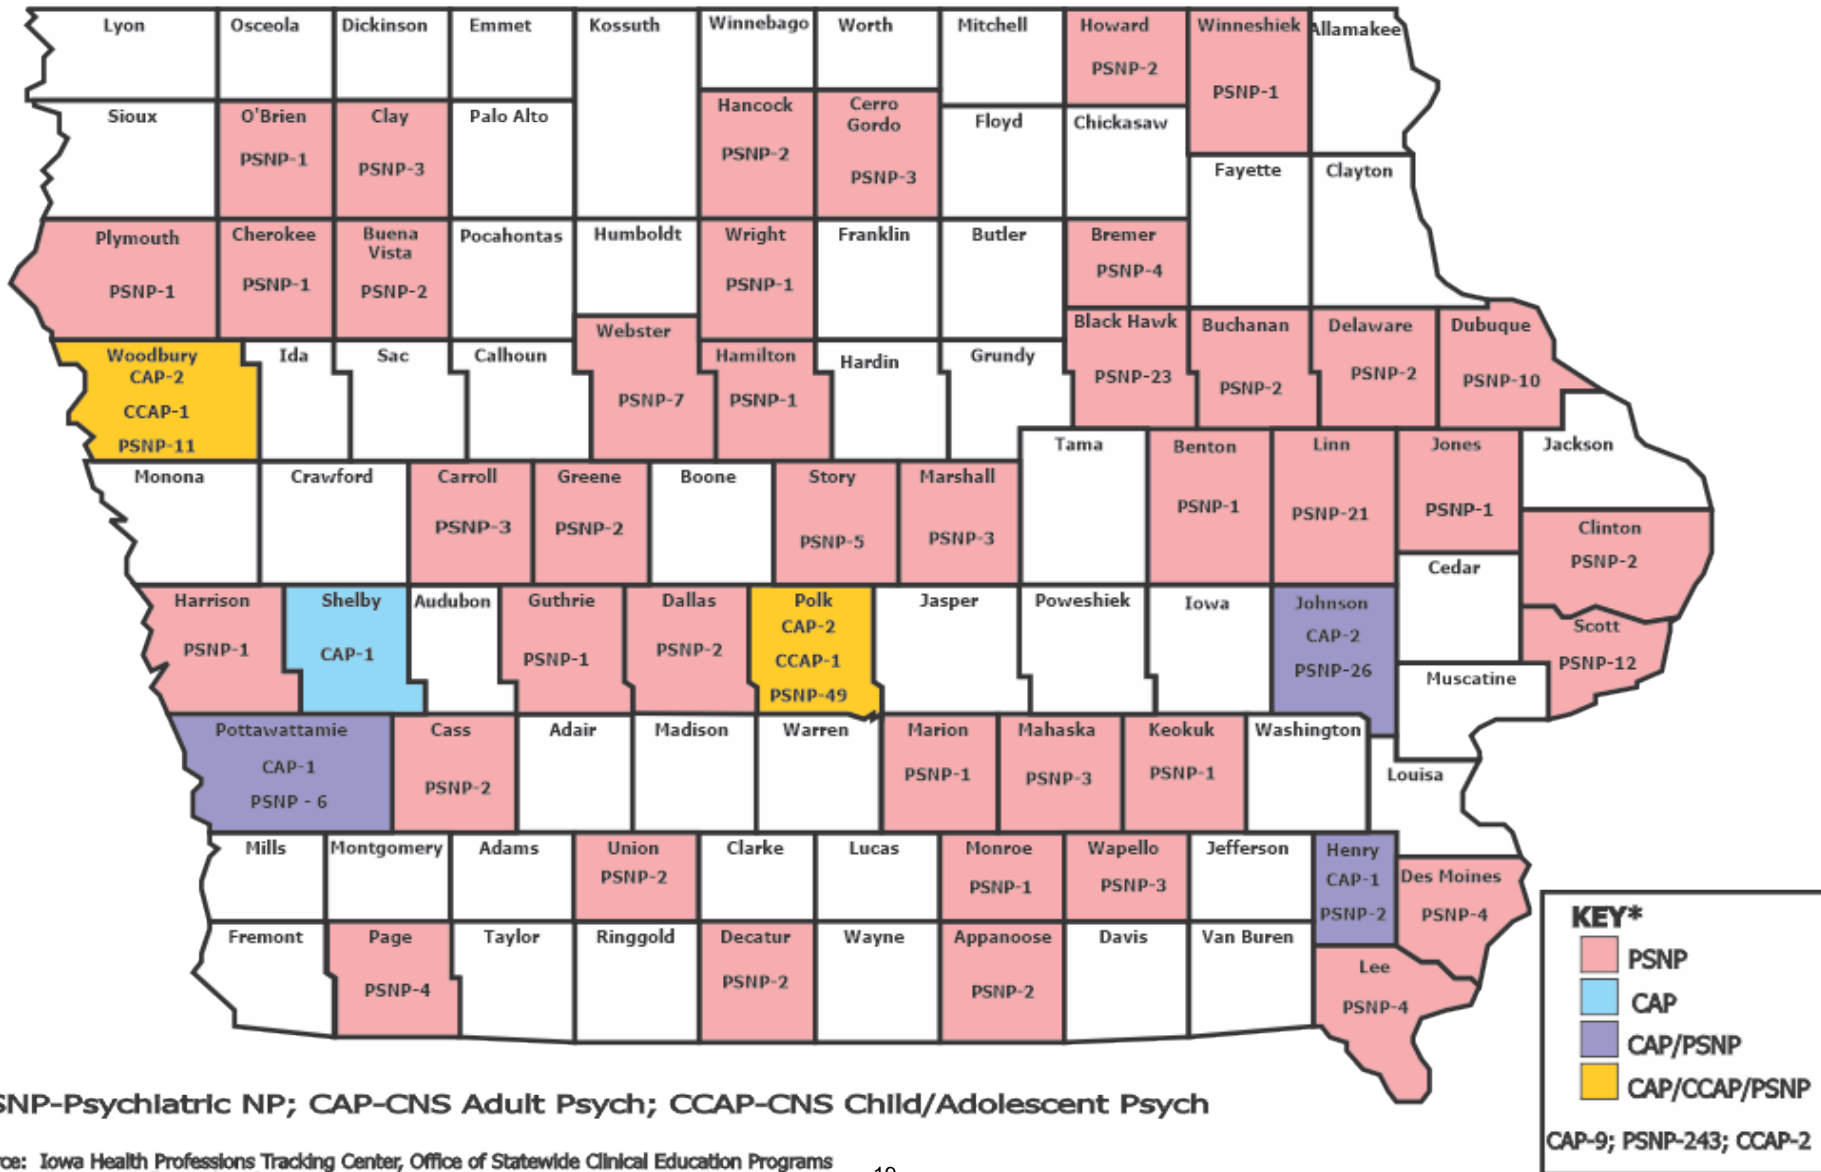 Lyon
Osceola
Dickinson
Emmet
Kossuth
Winnebago
Worth
Mitchell
Howard
PSNP-2
Winneshiek
PSNP-1
Allamakee
Sioux
O'Brien
PSNP-1
Clay
PSNP-3
Palo Alto
Hancock
PSNP-2
Cerro
Gordo
PSNP-3
Floyd
Chickasaw
Fayette
Clayton
Plymouth
PSNP-1
Cherokee
PSNP-1
Buena
Vista
PSNP-2
Pocahontas
Humboldt
Wright
PSNP-1
Franklin
Butler
Bremer
PSNP-4
Woodbury
CAP-2
CCAP-1
PSNP-11
Ida
Sac
Calhoun
Webster
PSNP-7
Hamilton
PSNP-1
Hardin
Grundy
Black Hawk
PSNP-23
Buchanan
PSNP-2
Delaware
PSNP-2
Dubuque
PSNP-10
Monona
Crawford
Carroll
PSNP-3
Greene
PSNP-2
Boone
Story
PSNP-5
Marshall
PSNP-3
Tama
Benton
PSNP-1
Linn
PSNP-21
Jones
PSNP-1
Jackson
Clinton
PSNP-2
Cedar
Harrison
PSNP-1
Shelby
CAP-1
Audubon
Guthrie
PSNP-1
Dallas
PSNP-2
Polk
CAP-2
CCAP-1
PSNP-49
Jasper
Poweshiek
Iowa
Johnson
CAP-2
PSNP-26
Scott
PSNP-12
Muscatine
Pottawattamie
CAP-1
PSNP - 6
Cass
PSNP-2
Adair
Madison
Warren
Marion
PSNP-1
Mahaska
PSNP-3
Keokuk
PSNP-1
Washington
Louisa
Mills
Montgomery
Adams
Union
PSNP-2
Clarke
Lucas
Monroe
PSNP-1
Wapello
PSNP-3
Jefferson
Henry
CAP-1
PSNP-2
Des Moines
PSNP-4
Fremont
Page
PSNP-4
Taylor
Ringgold
Decatur
PSNP-2
Wayne
Appanoose
PSNP-2
Davis
Van Buren
Lee
PSNP-4
KEY*
PSNP
CAP
CAP/PSNP
CAP/CCAP/PSNP
CAP-9; PSNP-243; CCAP-2
SNP-Psychiatric NP; CAP-CNS Adult Psych; CCAP-CNS Child/Adolescent Psych
rce: Iowa Health Professions Tracking Center, Office of Statewide Clinical Education Programs